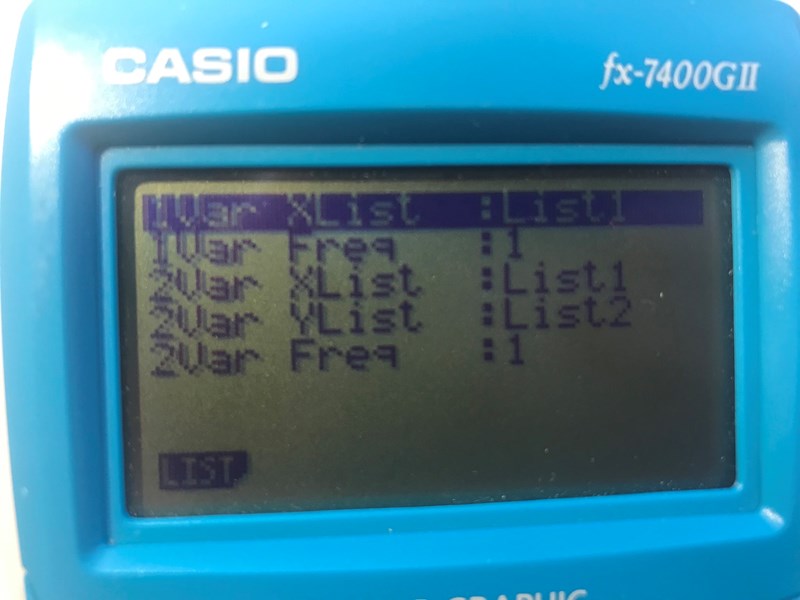 CASIO
fx-7400GII
1Var XList :List1
1Var Freq :1
2Var XList :List1
2Var YList :List2
2Var Freq :1
LIST
GRAPHIC